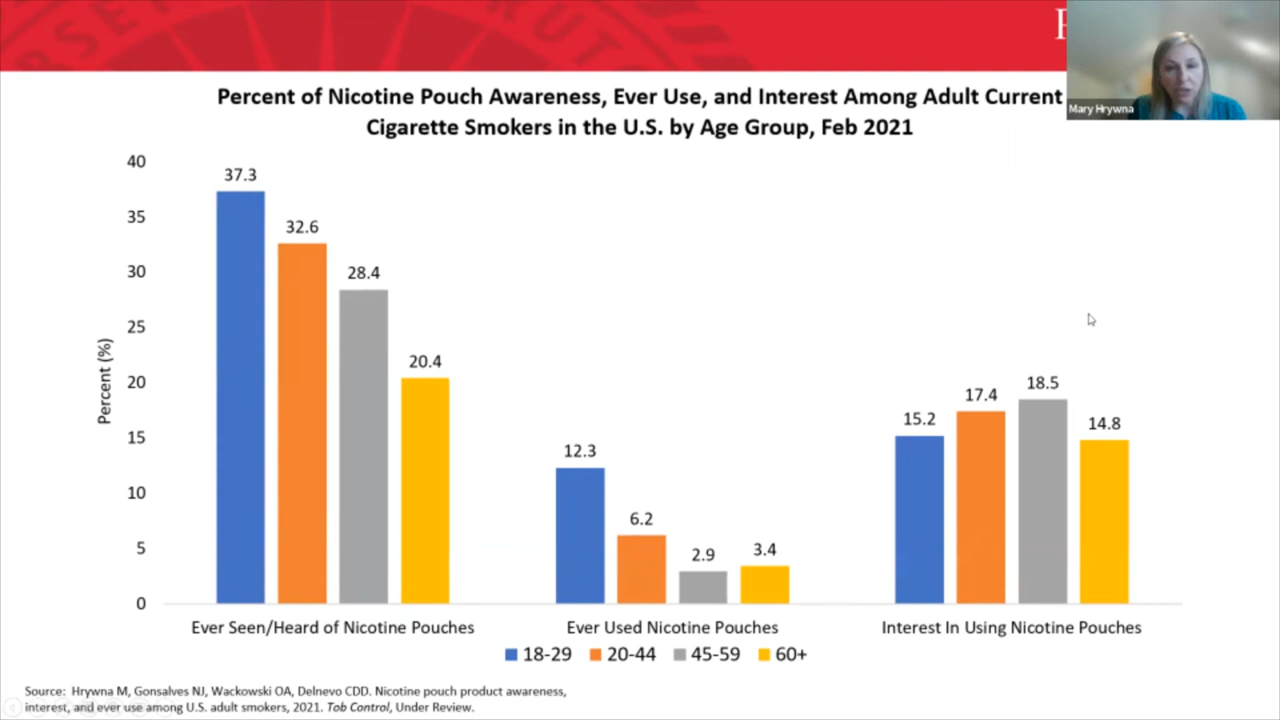 Percent of Nicotine Pouch Awareness, Ever Use, and Interest Among Adult Current
Cigarette Smokers in the U.S. by Age Group, Feb 2021
Mary Hrywna
40
35
30
25
20
15
10
5
0
Percent (%)
37.3
32.6
28.4
20.4
12.3
6.2
2.9
3.4
15.2
17.4
18.5
14.8
Ever Seen/Heard of Nicotine Pouches
Ever Used Nicotine Pouches
Interest In Using Nicotine Pouches
18-29
20-44
45-59
60+
Source: Hrywna M, Gonsalves NJ, Wackowski OA, Delnevo CDD. Nicotine pouch product awareness,
interest, and ever use among U.S. adult smokers, 2021. Tob Control, Under Review.